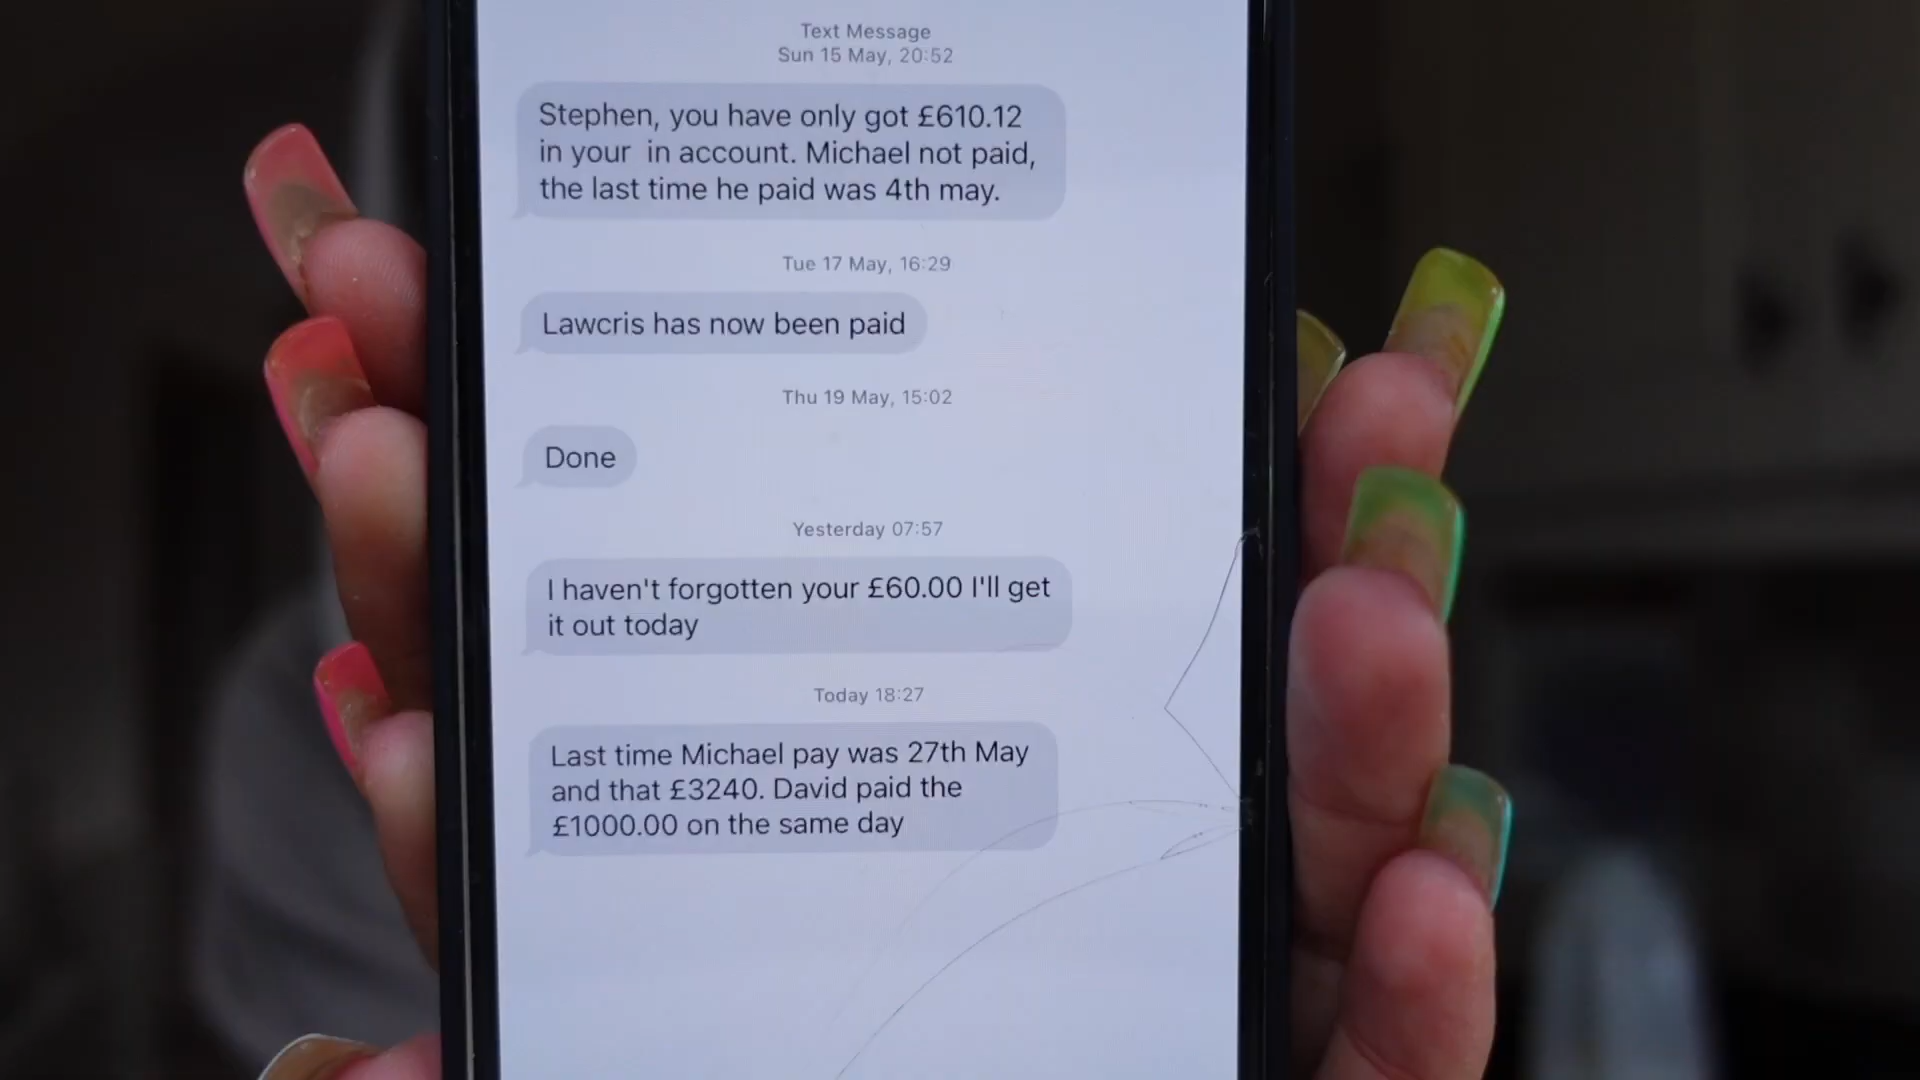 Text Message
Sun 15 May, 20:52
Stephen, you have only got £610.12
in your  in account. Michael not paid,
the last time he paid was 4th may.
Tue 17 May, 16:29
Lawcris has now been paid
Thu 19 May, 15:02
Done
Yesterday 07:57
I haven't forgotten your £60.00 I'll get
it out today
Today 18:27
Last time Michael pay was 27th May
and that £3240. David paid the
£1000.00 on the same day